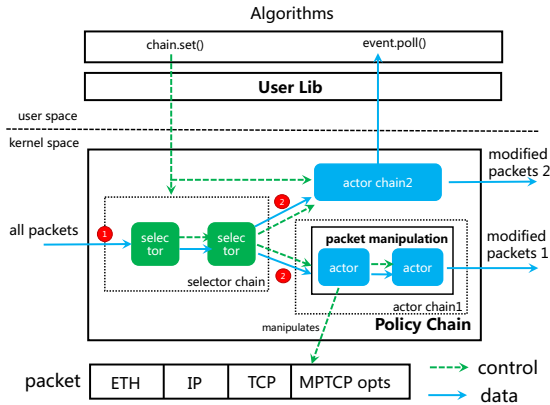 Algorithms
chain.set()
event.poll()
User Lib
user space
kernel space
modified
packets 2
actor chain2
2
all packets
1
selec
tor
selec
tor
packet manipulation
modified
packets 1
actor
actor
2
selector chain
actor chain1
Policy Chain
manipulates
packet
ETH
IP
TCP
MPTCP opts
control
data